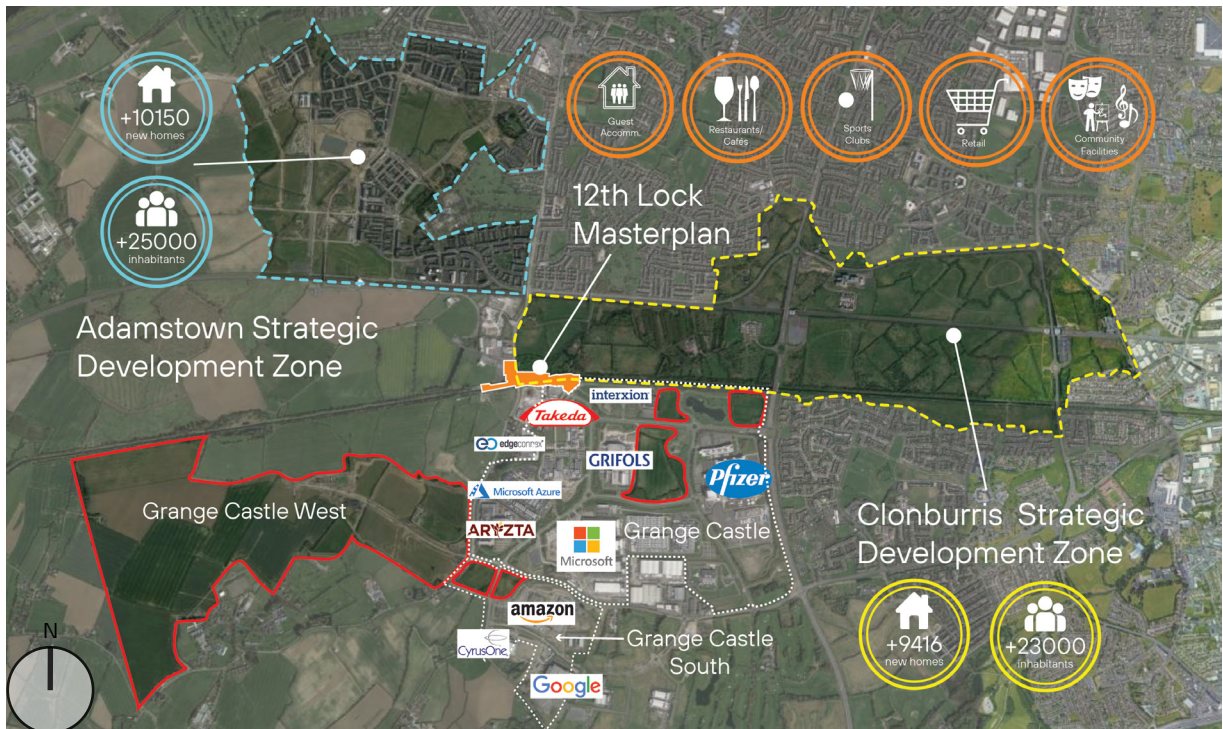 +10150
new homes
+25000
inhabitants
Adamstown Strategic
Development Zone
Guest
Accomm.
Restaurants/
Cafés
Sports
Clubs
Retail
Community
Facilities
12th Lock
Masterplan
interxion
Takeda
edgeconnex
GRIFOLS
Pfizer
Microsoft Azure
ARYZTA
Microsoft
Grange Castle West
Grange Castle
Clonburris Strategic
Development Zone
+9416
new homes
+23000
inhabitants
amazon
CyrusOne
Grange Castle
South
Google
N